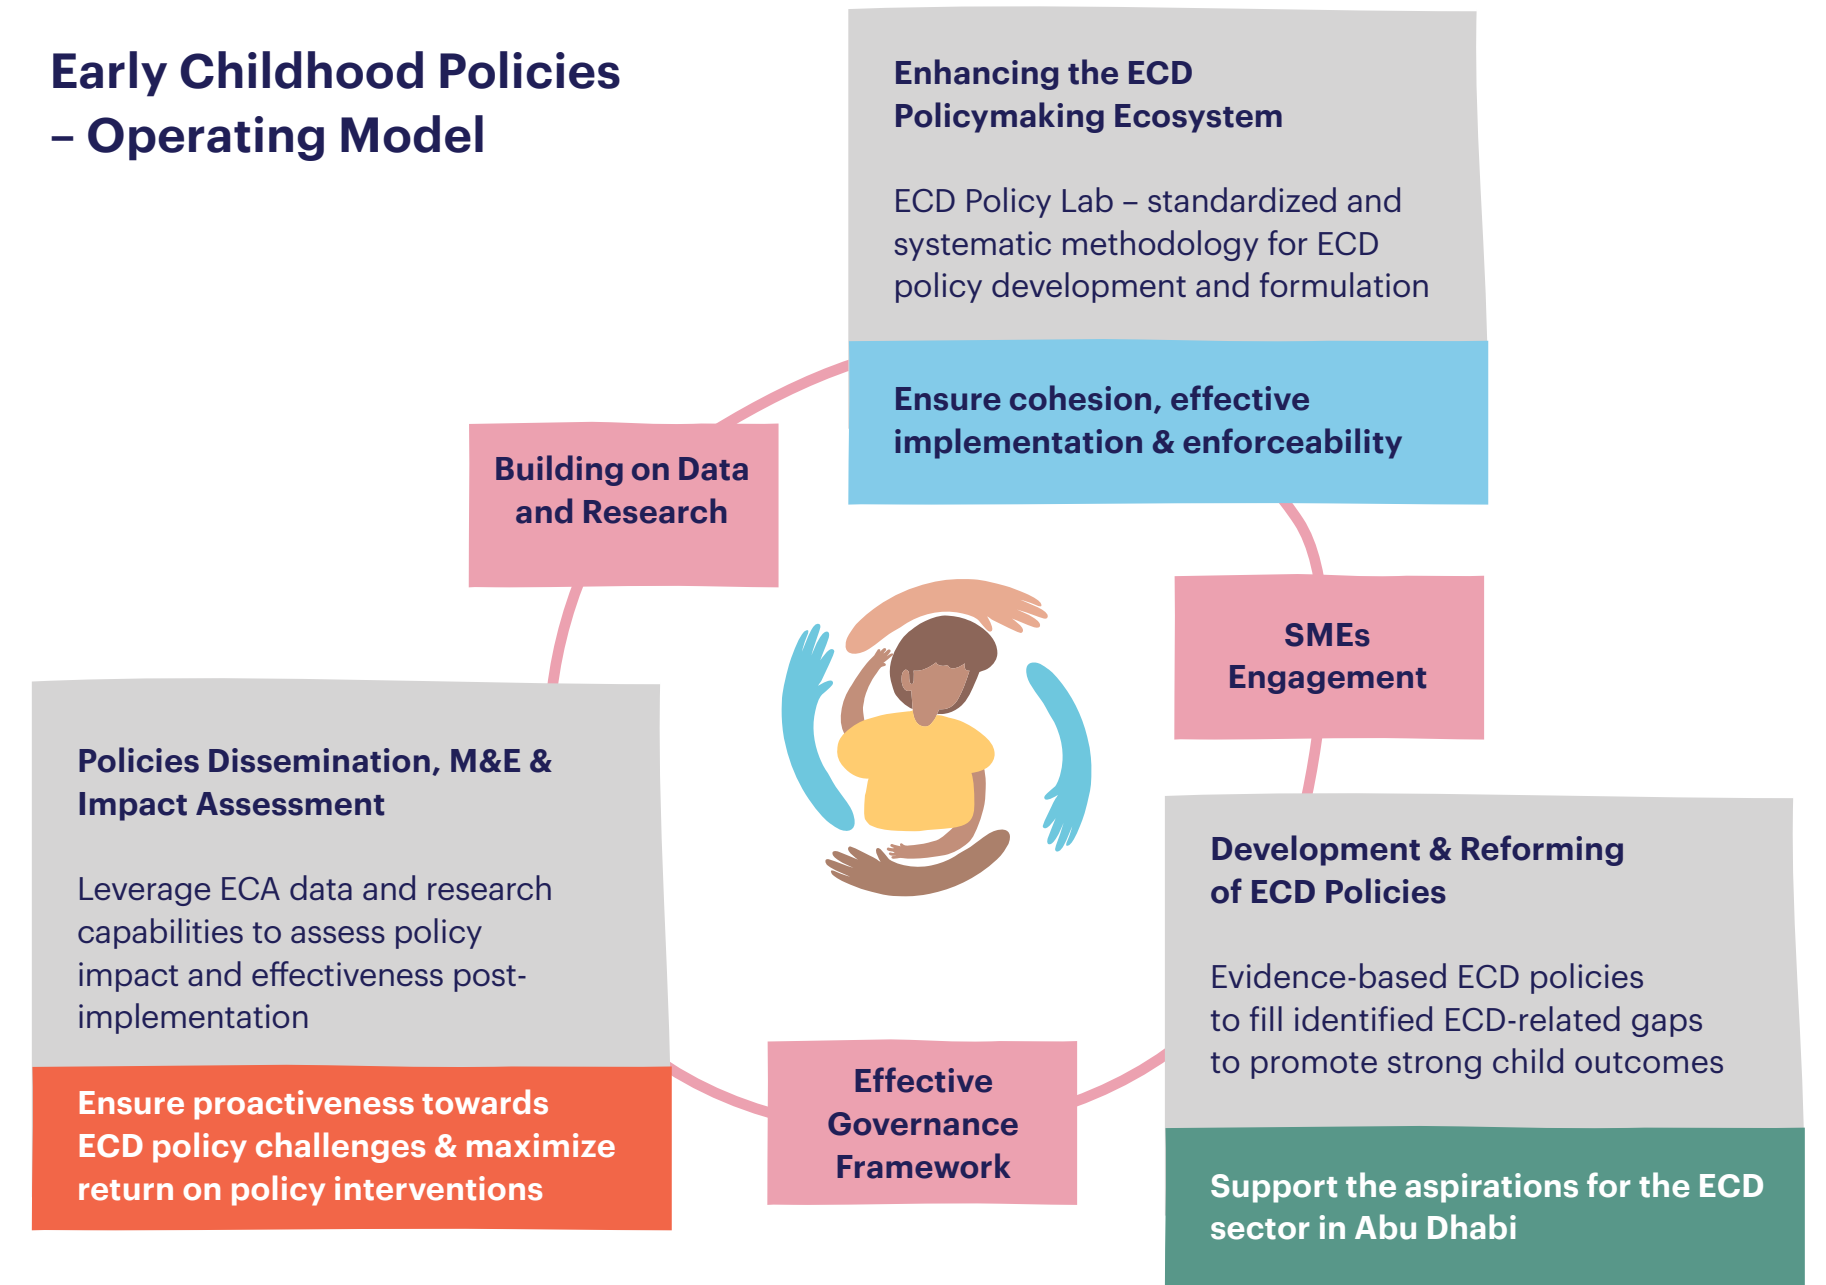 Early Childhood Policies
– Operating Model
Enhancing the ECD
Policymaking Ecosystem
ECD Policy Lab – standardized and
systematic methodology for ECD
policy development and formulation
Ensure cohesion, effective
implementation & enforceability
Building on Data
and Research
SMEs
Engagement
Policies Dissemination, M&E &
Impact Assessment
Leverage ECA data and research
capabilities to assess policy
impact and effectiveness post-
implementation
Ensure proactiveness towards
ECD policy challenges & maximize
return on policy interventions
Effective
Governance
Framework
Development & Reforming
of ECD Policies
Evidence-based ECD policies
to fill identified ECD-related gaps
to promote strong child outcomes
Support the aspirations for the ECD
sector in Abu Dhabi